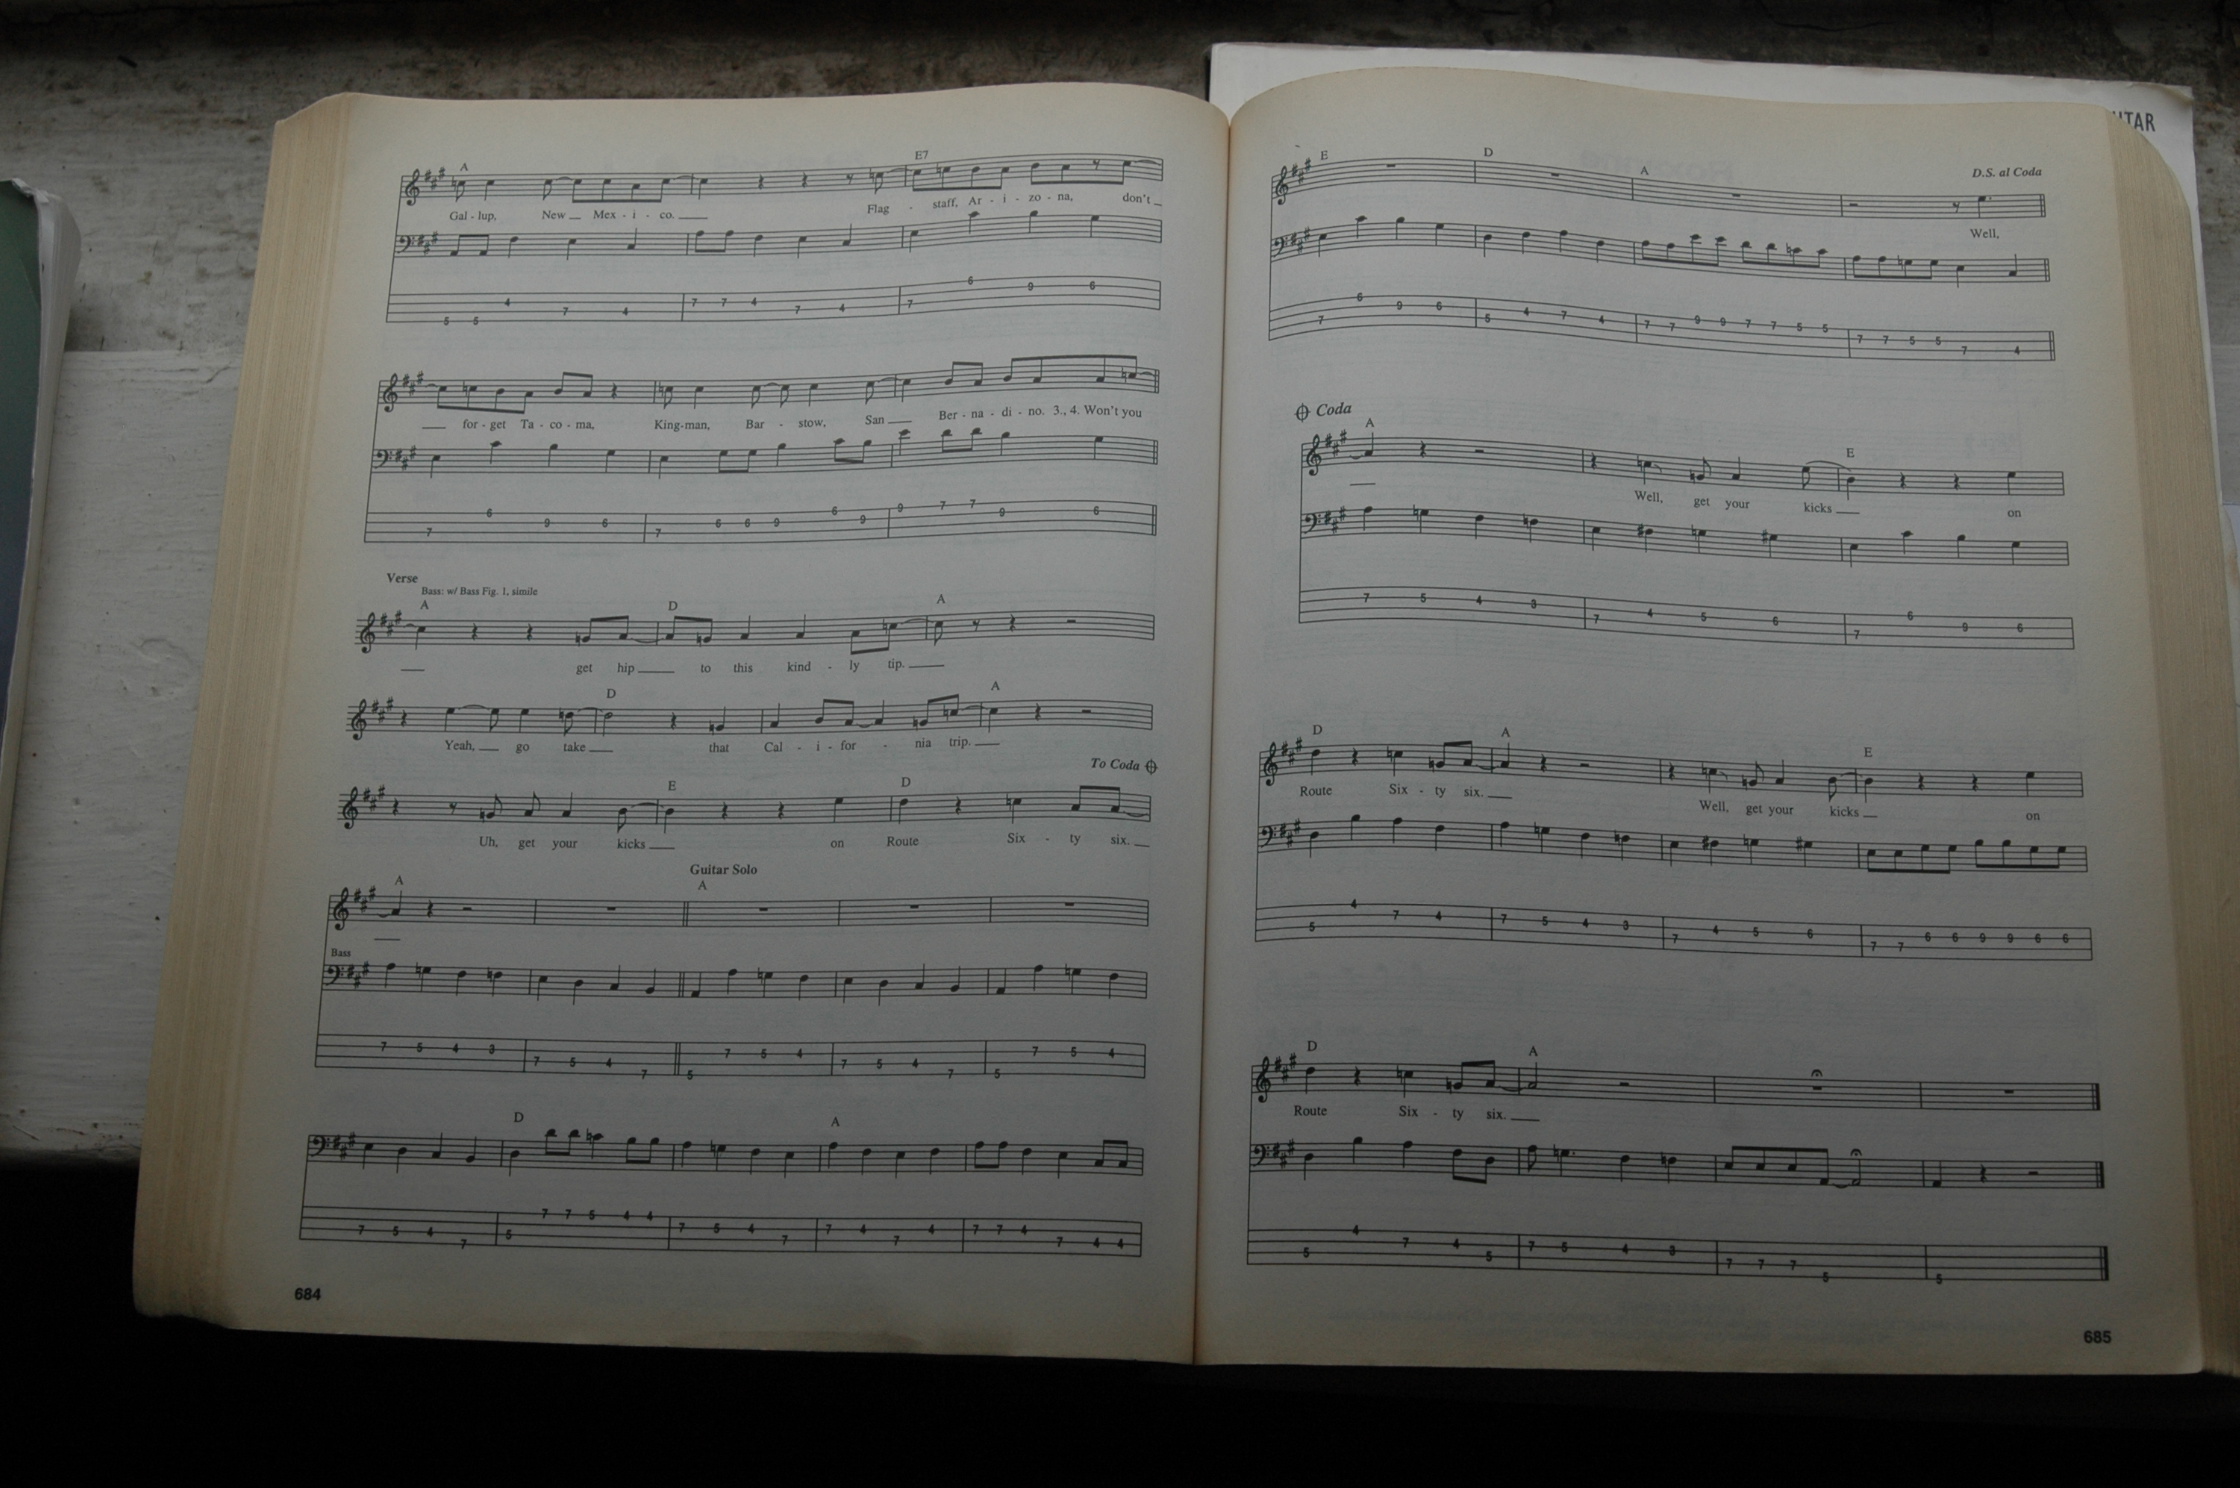 A E7
Gal - lup, New Mex - i - co. Flag - staff, Ar - i - zo - na, don't
5 5 4 7 4 7 7 4 7 4 7 6 9 6
for - get Ta - co - ma, King-man, Bar - stow, San Ber - na - di - no. 3., 4. Won't you
7 6 9 6 7 6 6 9 6 9 9 7 7 9 6
Verse
Bass: w/ Bass Fig. 1, simile
A D A
get hip to this kind - ly tip.
D A
Yeah, go take that Cal - i - for - nia trip.
To Coda
E D
Uh, get your kicks on Route Six - ty six.
Guitar Solo
A A
Bass
7 5 4 3 7 5 4 7 5 7 5 4 7 5 4 7 5 7 5 4
D A
7 5 4 7 5 7 7 5 4 4 7 5 4 7 7 4 7 4 7 7 4 7 4 4
684
UITAR
E D A D.S. al Coda
Well,
7 6 9 6 5 4 7 4 7 7 9 9 7 7 5 5 7 7 5 5 7 4
Coda
A E
Well, get your kicks on
7 5 4 3 7 4 5 6 7 6 9 6
D A E
Route Six - ty six. Well, get your kicks on
5 4 7 4 7 5 4 3 7 4 5 6 7 7 6 6 9 9 6 6
D A
Route Six - ty six.
5 4 7 4 5 7 5 4 3 7 7 7 5 5
685